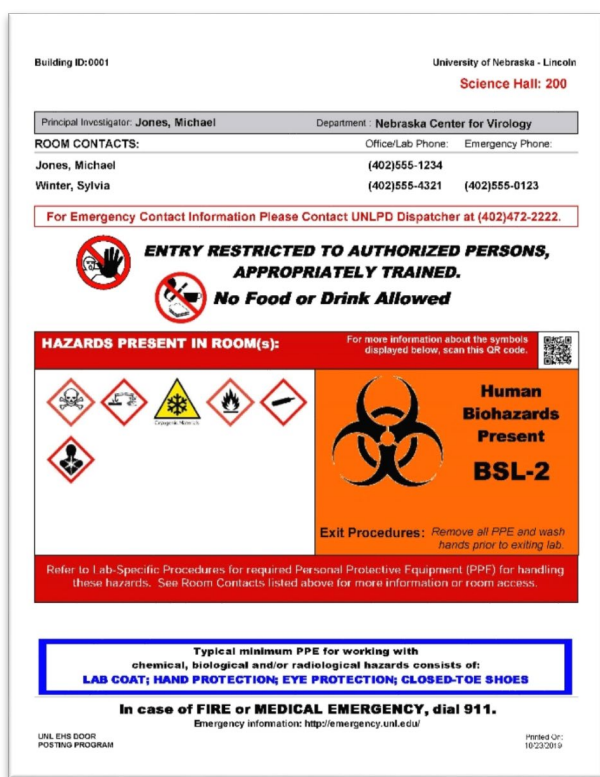 Building ID:0001
University of Nebraska - Lincoln
Science Hall: 200
Principal Investigator: Jones, Michael
Department : Nebraska Center for Virology
ROOM CONTACTS:
Office/Lab Phone:
Emergency Phone:
Jones, Michael
(402)555-1234
Winter, Sylvia
(402)555-4321
(402)555-0123
For Emergency Contact Information Please Contact UNLPD Dispatcher at (402)472-2222.
ENTRY RESTRICTED TO AUTHORIZED PERSONS,
APPROPRIATELY TRAINED.
No Food or Drink Allowed
HAZARDS PRESENT IN ROOM(s):
For more information about the symbols
displayed below, scan this QR code.
Cryogenic Materials
Human
Biohazards
Present
BSL-2
Exit Procedures: Remove all PPE and wash
hands prior to exiting lab.
Refer to Lab-Specific Procedures for required Personal Protective Equipment (PPE) for handling
these hazards. See Room Contacts listed above for more information or room access.
Typical minimum PPE for working with
chemical, biological and/or radiological hazards consists of:
LAB COAT; HAND PROTECTION; EYE PROTECTION; CLOSED-TOE SHOES
In case of FIRE or MEDICAL EMERGENCY, dial 911.
Emergency information: http://emergency.unl.edu/
UNL EHS DOOR
POSTING PROGRAM
Printed On:
10/23/2019